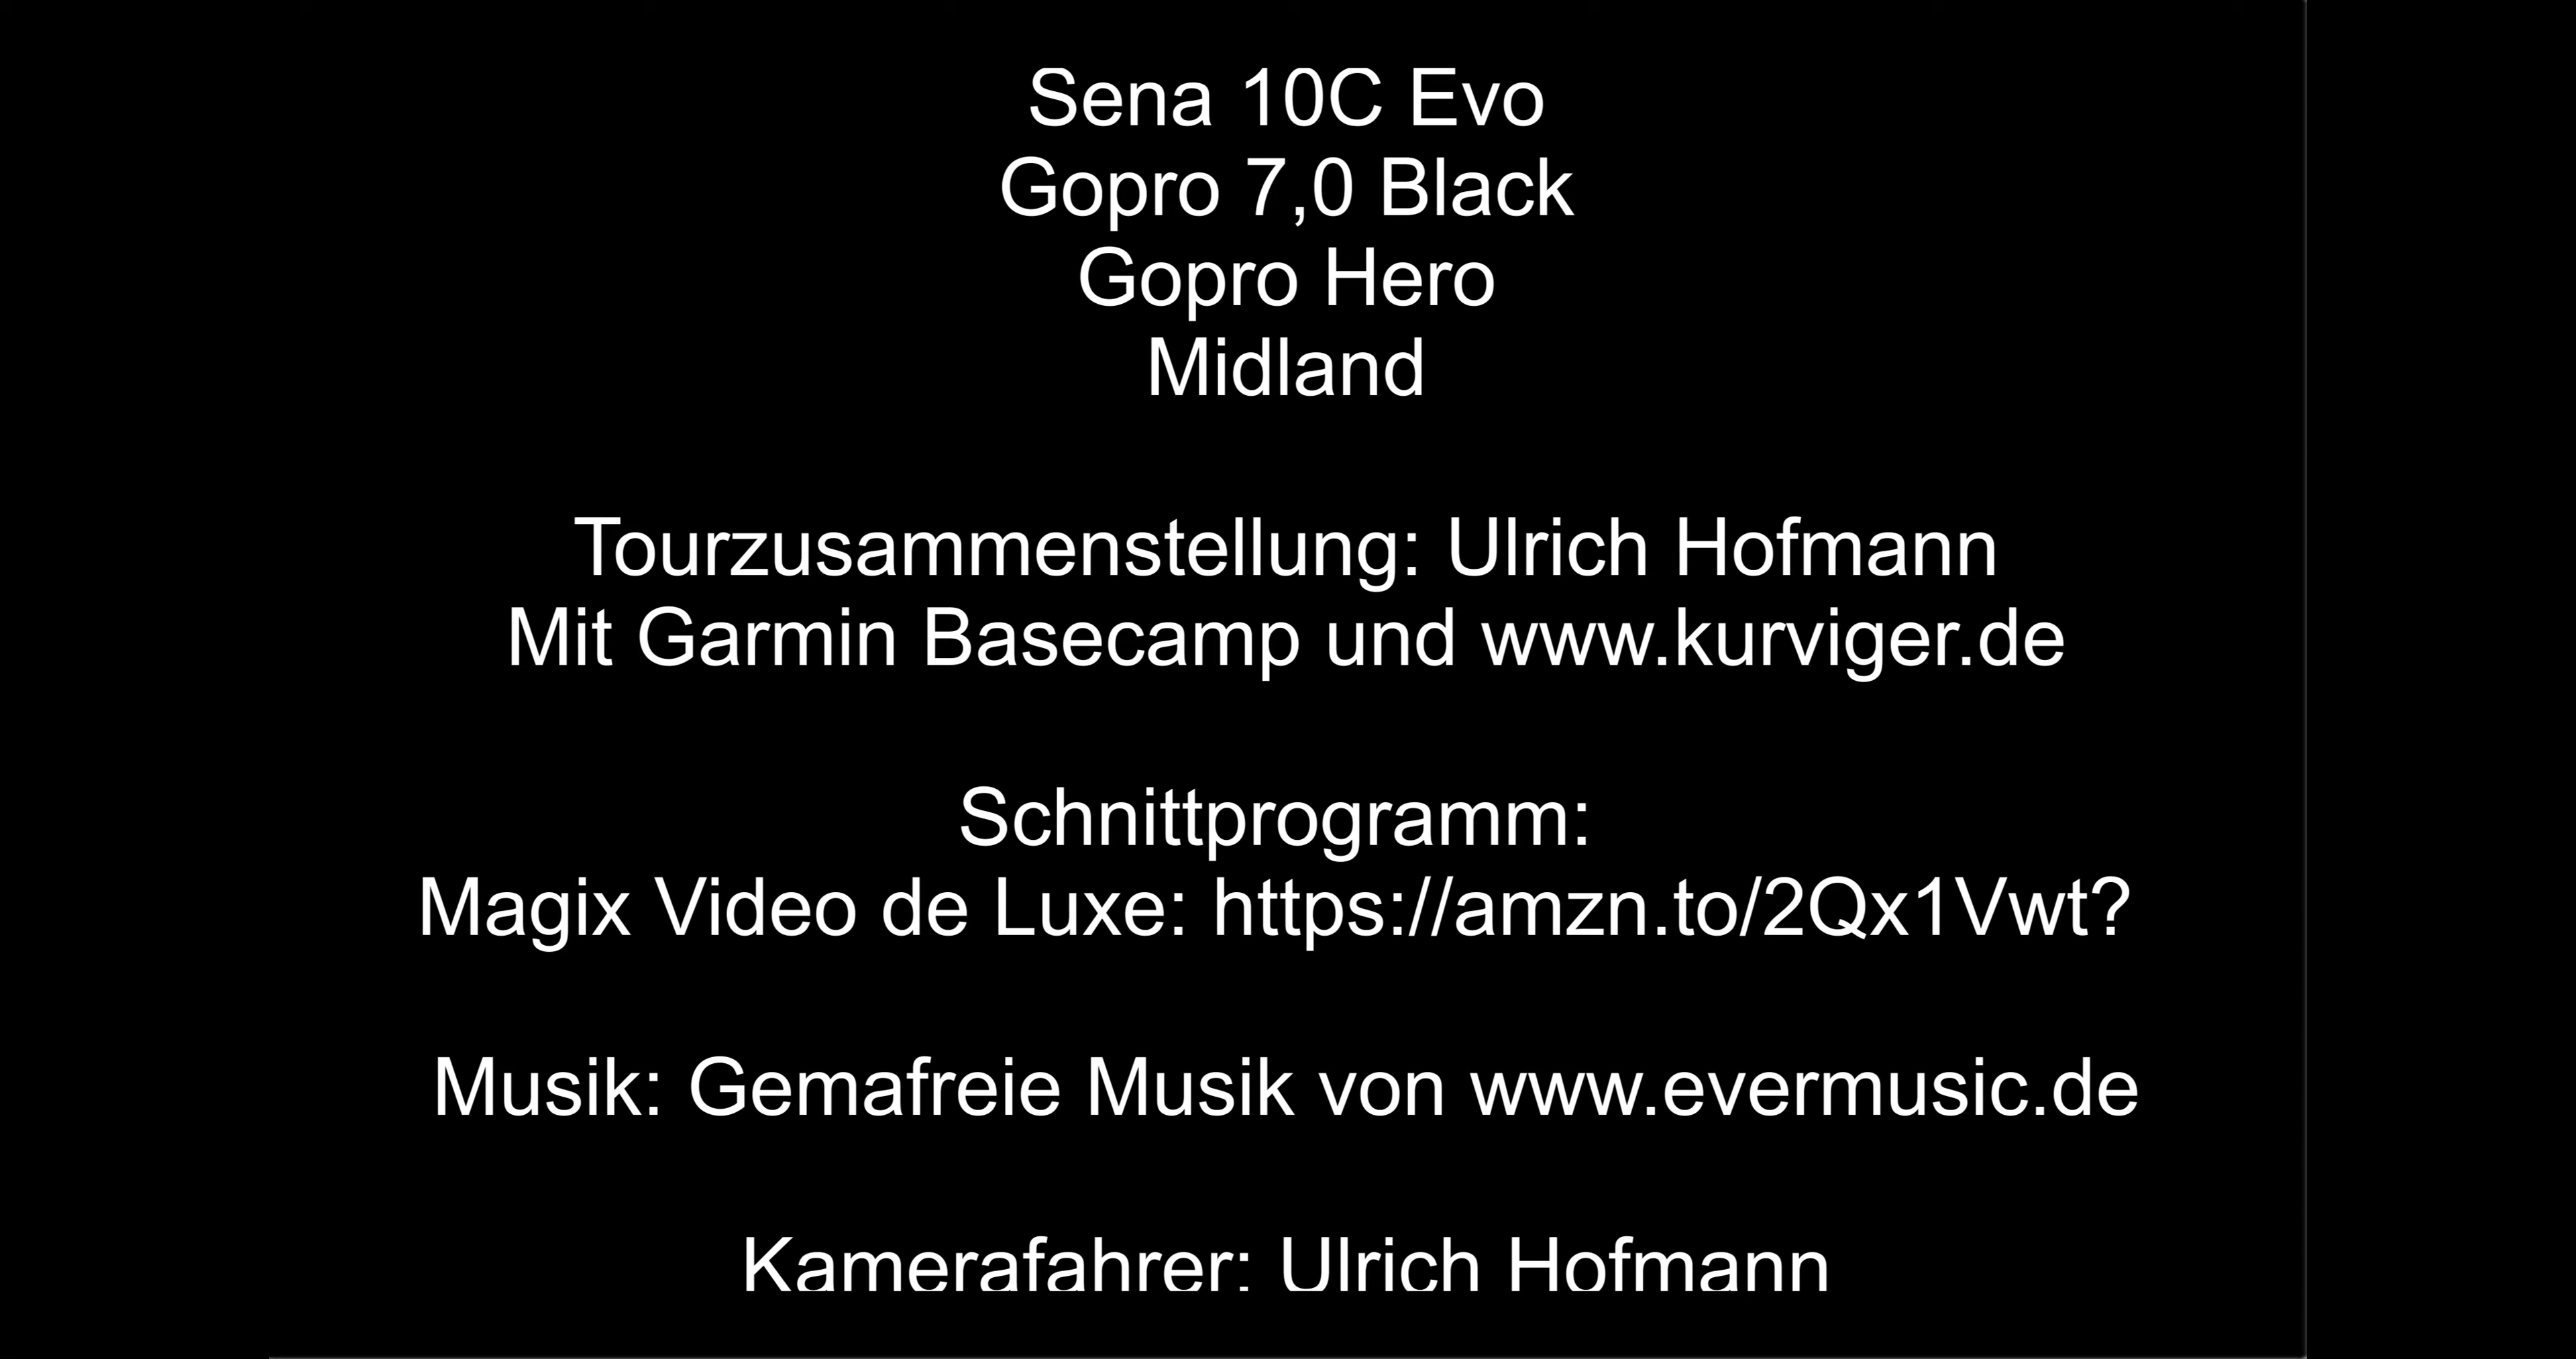 Sena 10C Evo
Gopro 7,0 Black
Gopro Hero
Midland
Tourzusammenstellung: Ulrich Hofmann
Mit Garmin Basecamp und www.kurviger.de
Schnittprogramm:
Magix Video de Luxe: https://amzn.to/2Qx1Vwt?
Musik: Gemafreie Musik von www.evermusic.de
Kamerafahrer: Ulrich Hofmann